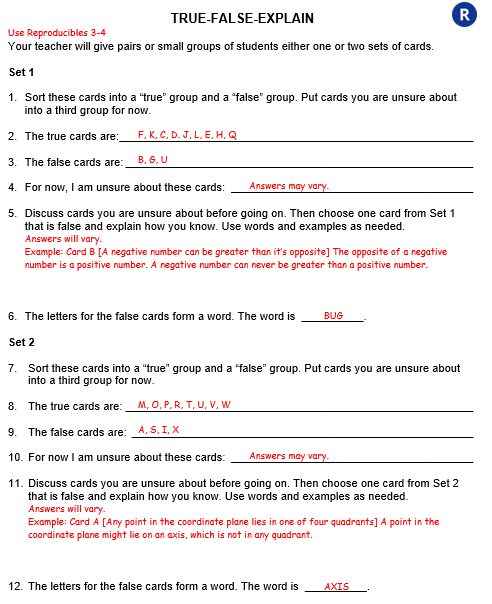 TRUE-FALSE-EXPLAIN
R
Use Reproducibles 3-4
Your teacher will give pairs or small groups of students either one or two sets of cards.
Set 1
1. Sort these cards into a “true” group and a “false” group. Put cards you are unsure about
into a third group for now.
2. The true cards are: F, K, C, D. J, L, E, H, Q
3. The false cards are: B, G, U
4. For now, I am unsure about these cards: Answers may vary.
5. Discuss cards you are unsure about before going on. Then choose one card from Set 1
that is false and explain how you know. Use words and examples as needed.
Answers will vary.
Example: Card B [A negative number can be greater than it’s opposite] The opposite of a negative
number is a positive number. A negative number can never be greater than a positive number.
6. The letters for the false cards form a word. The word is BUG.
Set 2
7. Sort these cards into a “true” group and a “false” group. Put cards you are unsure about
into a third group for now.
8. The true cards are: M, O, P, R, T, U, V, W
9. The false cards are: A, S, I, X
10. For now I am unsure about these cards: Answers may vary.
11. Discuss cards you are unsure about before going on. Then choose one card from Set 2
that is false and explain how you know. Use words and examples as needed.
Answers will vary.
Example: Card A [Any point in the coordinate plane lies in one of four quadrants] A point in the
coordinate plane might lie on an axis, which is not in any quadrant.
12. The letters for the false cards form a word. The word is AXIS.